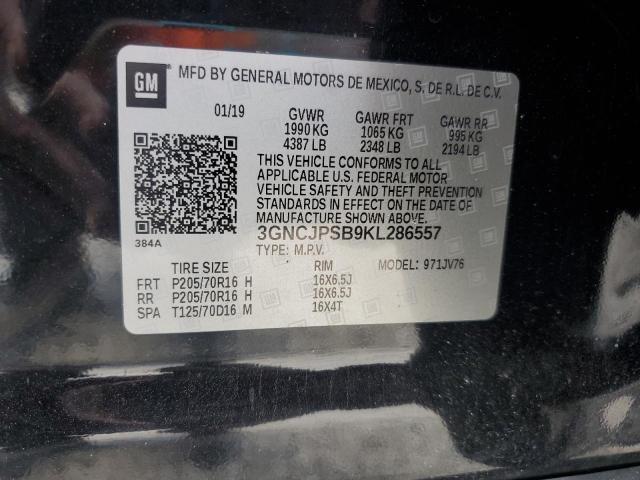 GM MFD BY GENERAL MOTORS DE MEXICO, S. DE R.L. DE C.V.
01/19 GVWR GAWR FRT GAWR RR
1990 KG 1065 KG 995 KG
4387 LB 2348 LB 2194 LB
THIS VEHICLE CONFORMS TO ALL
APPLICABLE U.S. FEDERAL MOTOR
VEHICLE SAFETY AND THEFT PREVENTION
STANDARDS IN EFFECT ON THE DATE OF
MANUFACTURE SHOWN ABOVE.
384A 3GNCJPSB9KL286557
TYPE: M.P.V. MODEL: 971JV76
TIRE SIZE RIM
FRT P205/70R16 H 16X6.5J
RR P205/70R16 H 16X6.5J
SPA T125/70D16 M 16X4T